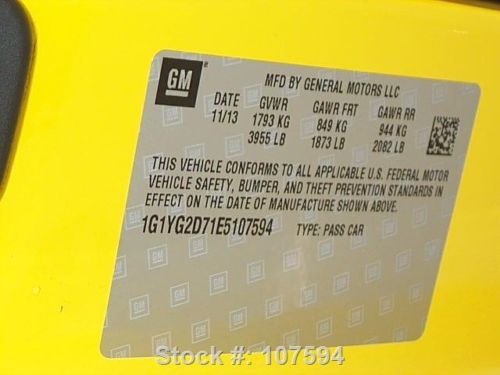 GM
MFD BY GENERAL MOTORS LLC
DATE GVWR GAWR FRT GAWR RR
11/13 1793 KG 849 KG 944 KG
3955 LB 1873 LB 2082 LB
THIS VEHICLE CONFORMS TO ALL APPLICABLE U.S. FEDERAL MOTOR
VEHICLE SAFETY, BUMPER, AND THEFT PREVENTION STANDARDS IN
EFFECT ON THE DATE OF MANUFACTURE SHOWN ABOVE.
1G1YG2D71E5107594 TYPE: PASS CAR
Stock #: 107594